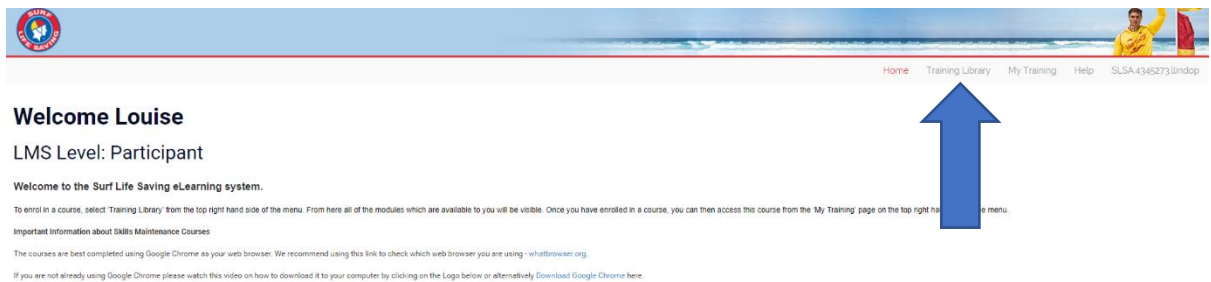 SURF
LIFE SAVING
Home Training Library My Training Help SLSA.4345273.llindop
Welcome Louise
LMS Level: Participant
Welcome to the Surf Life Saving eLearning system.
To enrol in a course, select 'Training Library' from the top right hand side of the menu. From here all of the modules which are available to you will be visible. Once you have enrolled in a course, you can then access this course from the 'My Training' page on the top right ha e menu.
Important Information about Skills Maintenance Courses
The courses are best completed using Google Chrome as your web browser. We recommend using this link to check which web browser you are using - whatbrowser.org.
If you are not already using Google Chrome please watch this video on how to download it to your computer by clicking on the Logo below or alternatively Download Google Chrome here.